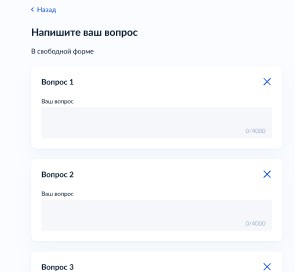 Назад
Напишите ваш вопрос
В свободной форме
Вопрос 1
Ваш вопрос
0/4000
Вопрос 2
Ваш вопрос
0/4000
Вопрос 3